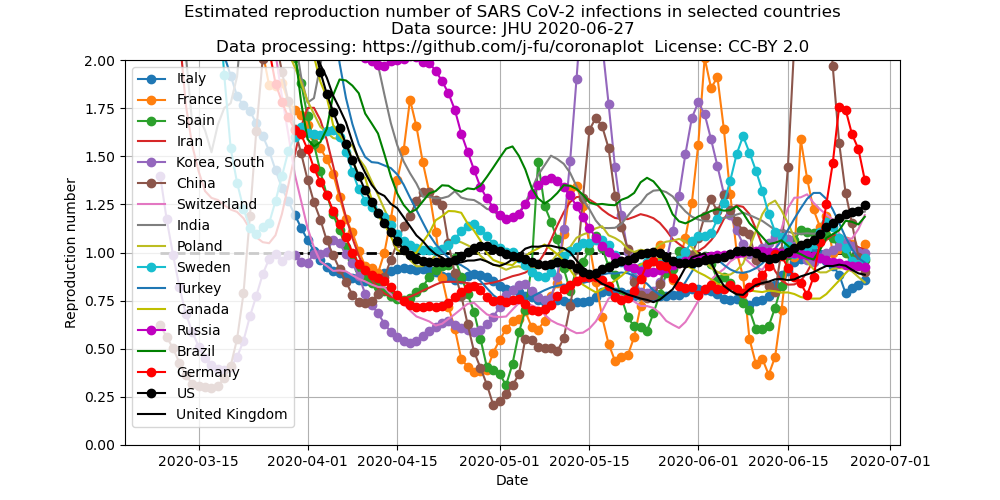 Estimated reproduction number of SARS CoV-2 infections in selected countries
Data source: JHU 2020-06-27
Data processing: https://github.com/j-fu/coronaplot License: CC-BY 2.0
Reproduction number
2.00
1.75
1.50
1.25
1.00
0.75
0.50
0.25
0.00
Italy
France
Spain
Iran
Korea, South
China
Switzerland
India
Poland
Sweden
Turkey
Canada
Russia
Brazil
Germany
US
United Kingdom
2020-03-15
2020-04-01
2020-04-15
2020-05-01
2020-05-15
2020-06-01
2020-06-15
2020-07-01
Date